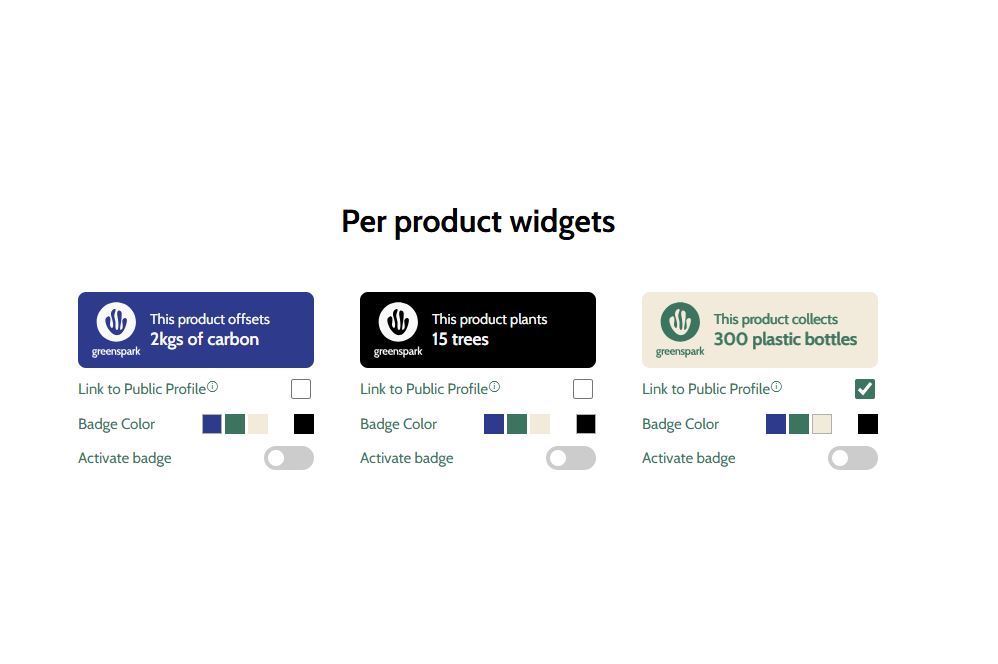 Per product widgets
This product offsets
2kgs of carbon
greenspark
This product plants
15 trees
greenspark
This product collects
300 plastic bottles
greenspark
Link to Public Profile
Link to Public Profile
Link to Public Profile
Badge Color
Badge Color
Badge Color
Activate badge
Activate badge
Activate badge